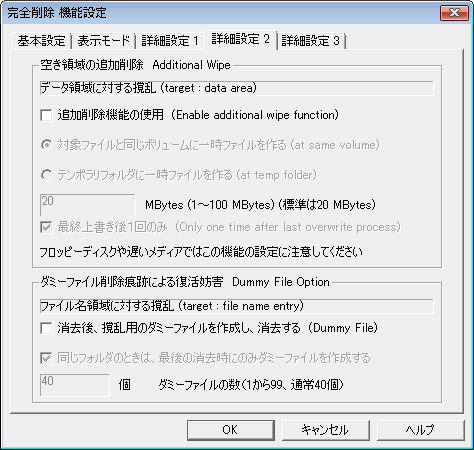 完全削除 機能設定
基本設定 表示モード 詳細設定 1 詳細設定 2 詳細設定 3
空き領域の追加削除 Additional Wipe
データ領域に対する撹乱 (target : data area)
追加削除機能の使用 (Enable additional wipe function)
対象ファイルと同じボリュームに一時ファイルを作る (at same volume)
テンポラリフォルダに一時ファイルを作る (at temp folder)
20 MBytes (1～100 MBytes) (標準は20 MBytes)
最終上書き後1回のみ (Only one time after last overwrite process)
フロッピーディスクや遅いメディアではこの機能の設定に注意してください
ダミーファイル削除痕跡による復活妨害 Dummy File Option
ファイル名領域に対する撹乱 (target : file name entry)
消去後、撹乱用のダミーファイルを作成し、消去する (Dummy File)
同じフォルダのときは、最後の消去時にのみダミーファイルを作成する
40 個 ダミーファイルの数(1から99、通常40個)
OK キャンセル ヘルプ